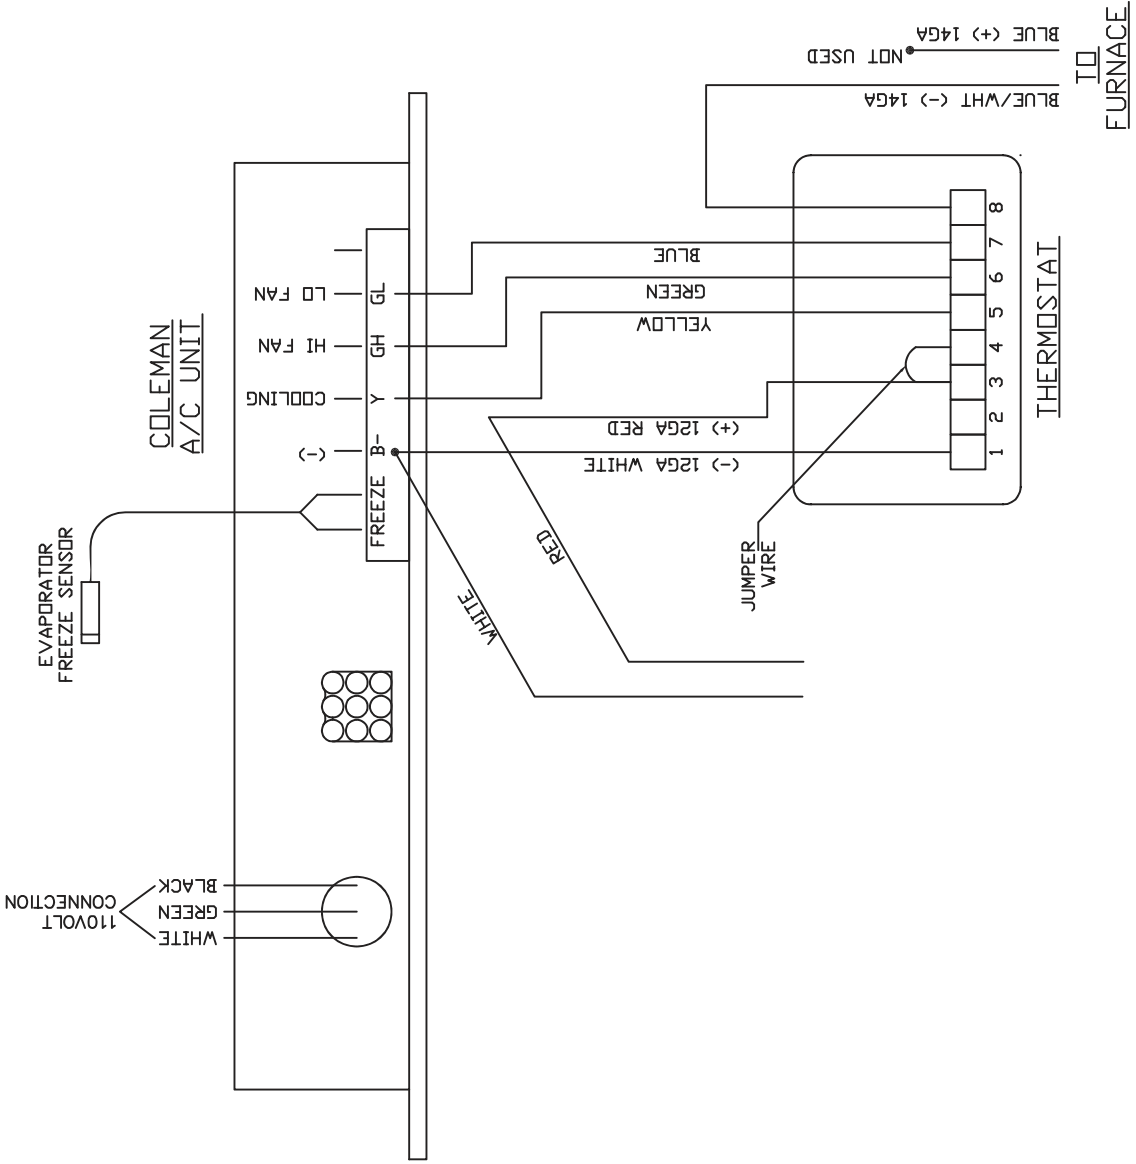 BLUE (+) 14GA
NOT USED
BLUE/WHT (-) 14GA
TO
FURNACE
COLEMAN
A/C UNIT
LO FAN
HI FAN
COOLING
(-)
GL
GH
Y
B-
FREEZE
BLUE
GREEN
YELLOW
(+) 12GA RED
(-) 12GA WHITE
8
7
6
5
4
3
2
1
THERMOSTAT
JUMPER
WIRE
RED
WHITE
EVAPORATOR
FREEZE SENSOR
110VOLT
CONNECTION
BLACK
GREEN
WHITE